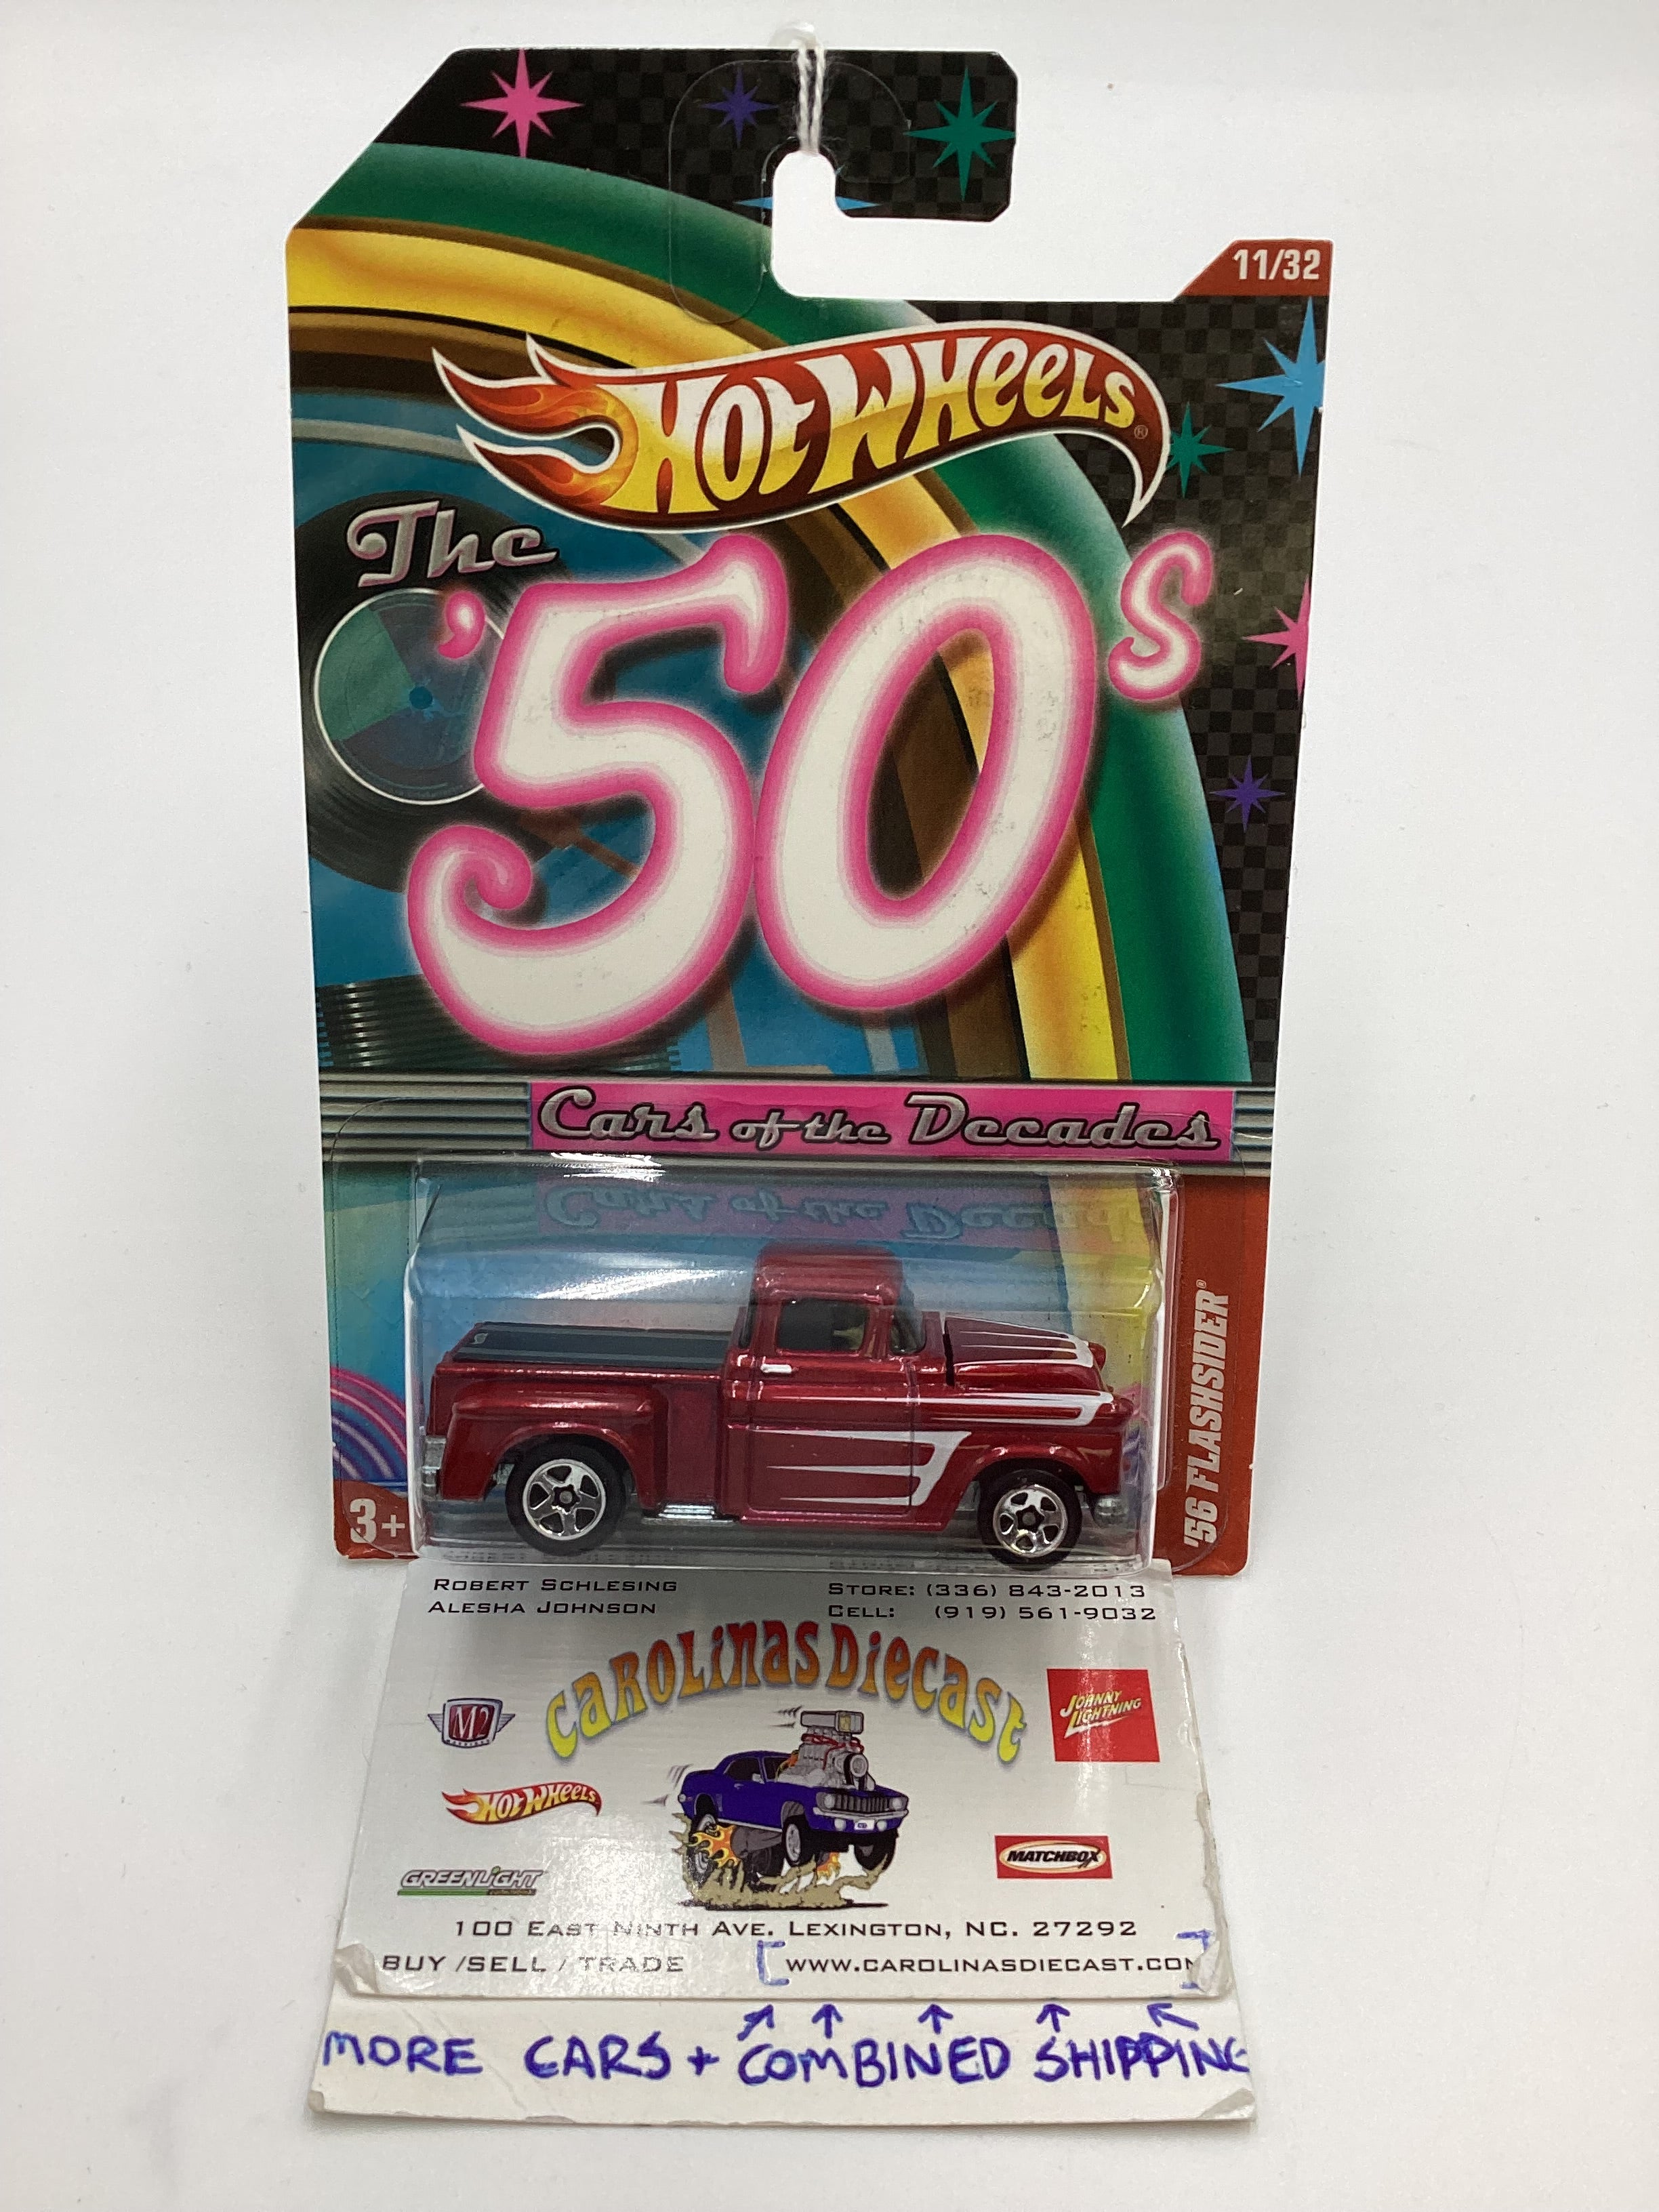 11/32
HOT WHEELS®
The
'50s
Cars of the Decades
'56 FLASHSIDER®
3+
ROBERT SCHLESING
ALESHA JOHNSON
STORE: (336) 843-2013
CELL: (919) 561-9032
CAROLINAS DIECAST
M2
JOHNNY LIGHTNING
HOT WHEELS
GREENLIGHT
MATCHBOX
100 EAST NINTH AVE. LEXINGTON, NC. 27292
BUY /SELL / TRADE [WWW.CAROLINASDIECAST.COM]
MORE CARS + COMBINED SHIPPING